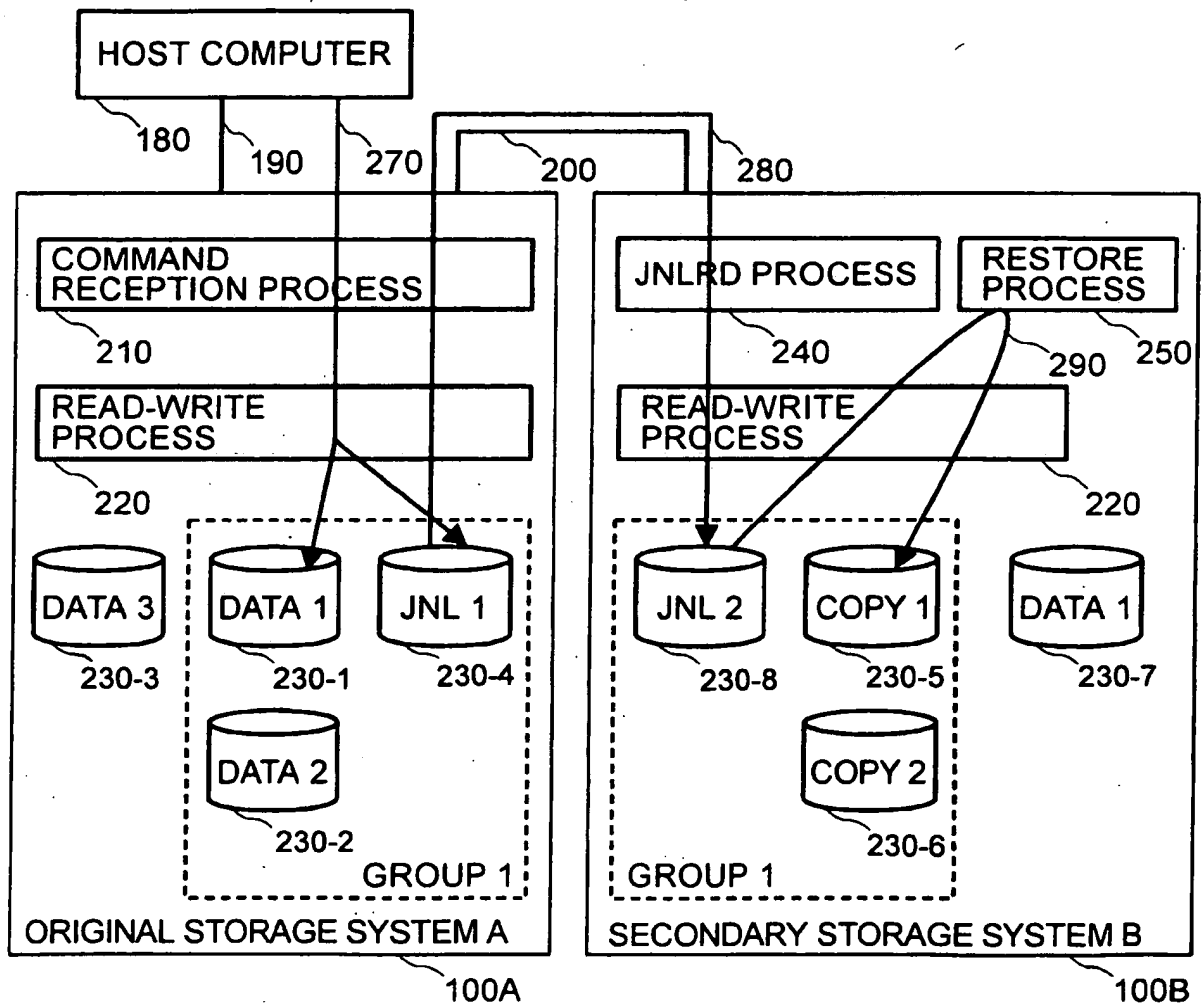 HOST COMPUTER
180
190
270
200
280
COMMAND
RECEPTION PROCESS
210
READ-WRITE
PROCESS
220
DATA 3
230-3
DATA 1
230-1
JNL 1
230-4
DATA 2
230-2
GROUP 1
ORIGINAL STORAGE SYSTEM A
100A
JNLRD PROCESS
240
RESTORE
PROCESS
250
290
READ-WRITE
PROCESS
220
JNL 2
230-8
COPY 1
230-5
DATA 1
230-7
COPY 2
230-6
GROUP 1
SECONDARY STORAGE SYSTEM B
100B